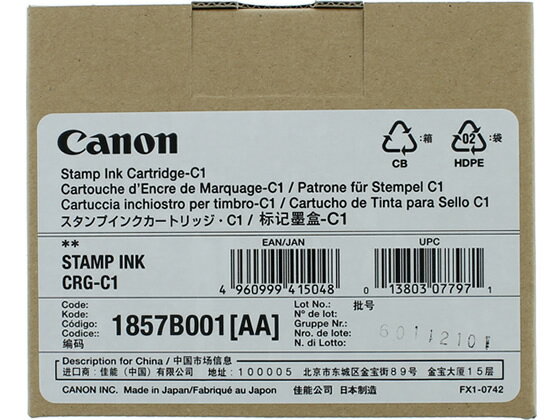 Canon
:箱
CB
02
:袋
HDPE
Stamp Ink Cartridge-C1
Cartouche d'Encre de Marquage-C1 / Patrone für Stempel C1
Cartuccia inchiostro per timbro-C1 / Cartucho de Tinta para Sello C1
スタンプインクカートリッジ・C1 / 标记墨盒-C1
**
STAMP INK
CRG-C1
EAN/JAN
4 960999 415048
UPC
0 13803 07797 1
Code:
Kode:
Código:
Codice:
编码
1857B001[AA]
Lot No.: 批号
Nº de lot:
Gruppe Nr.:
Nro. de lote:
N. di Lotto:
Description for China / 中国市场信息
进口商:佳能(中国)有限公司 地址:100005 北京市东城区金宝街89号 金宝大厦15层
CANON INC. Made in Japan/Fabriqué au Japon 佳能公司 日本制造 FX1-0742